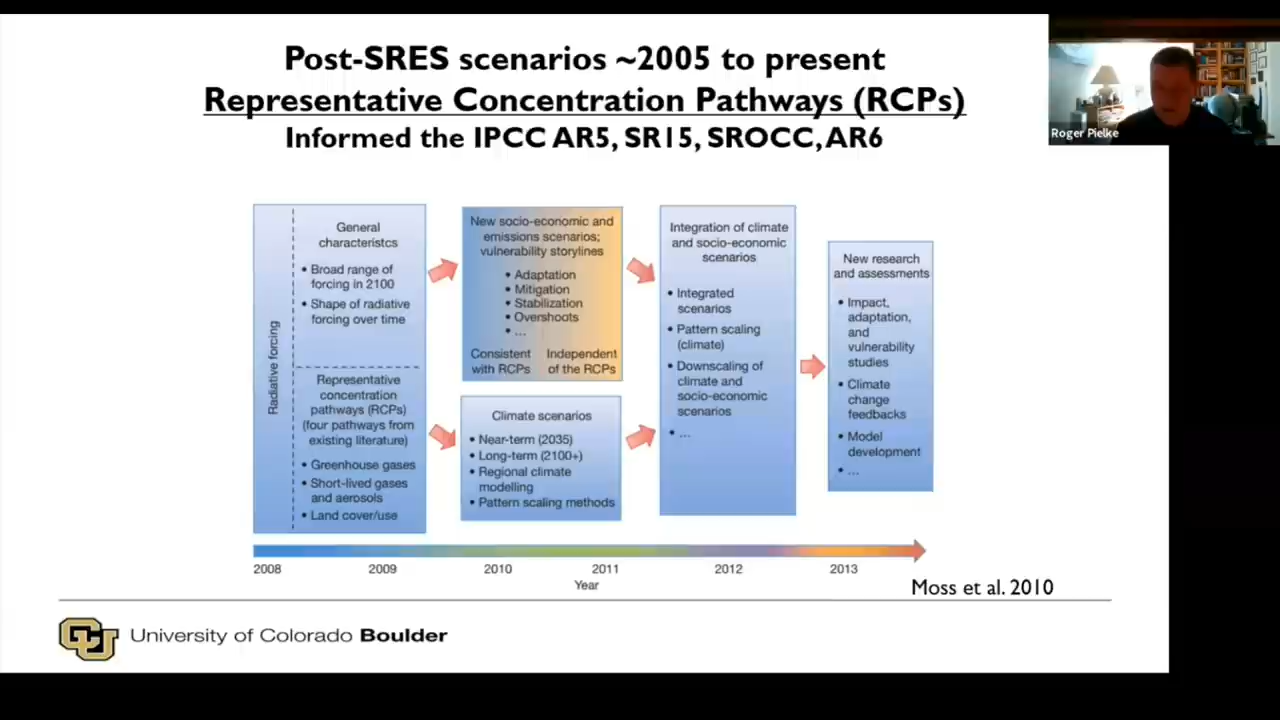 Post-SRES scenarios ~2005 to present
Representative Concentration Pathways (RCPs)
Informed the IPCC AR5, SR15, SROCC, AR6
Roger Pielke
Radiative forcing
General
characteristcs
• Broad range of
forcing in 2100
• Shape of radiative
forcing over time
Representative
concentration
pathways (RCPs)
(four pathways from
existing literature)
• Greenhouse gases
• Short-lived gases
and aerosols
• Land cover/use
New socio-economic and
emissions scenarios;
vulnerability storylines
• Adaptation
• Mitigation
• Stabilization
• Overshoots
• ...
Consistent
with RCPs
Independent
of the RCPs
Climate scenarios
• Near-term (2035)
• Long-term (2100+)
• Regional climate
modelling
• Pattern scaling methods
Integration of climate
and socio-economic
scenarios
• Integrated
scenarios
• Pattern scaling
(climate)
• Downscaling of
climate and
socio-economic
scenarios
• ...
New research
and assessments
• Impact,
adaptation,
and
vulnerability
studies
• Climate
change
feedbacks
• Model
development
• ...
2008 2009 2010 2011 2012 2013
Year
Moss et al. 2010
CU University of Colorado Boulder